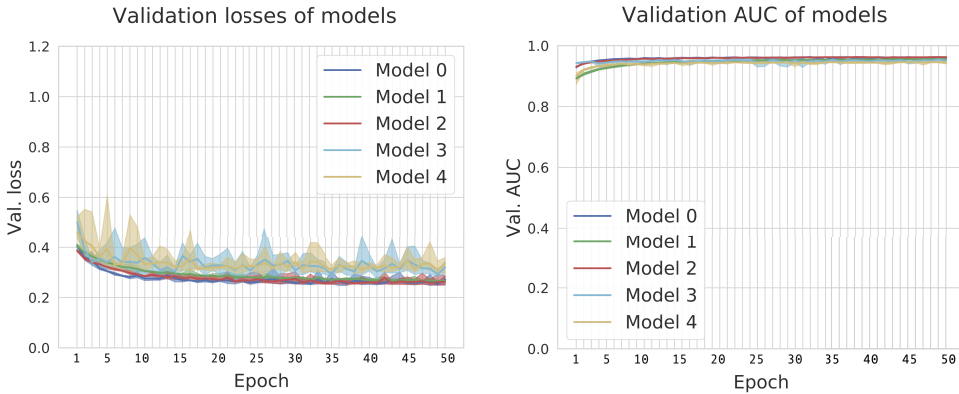 Validation losses of models
1.2
1.0
0.8
0.6
0.4
0.2
0.0
Val. loss
Model 0
Model 1
Model 2
Model 3
Model 4
1 5 10 15 20 25 30 35 40 45 50
Epoch
Validation AUC of models
1.0
0.8
0.6
0.4
0.2
0.0
Val. AUC
Model 0
Model 1
Model 2
Model 3
Model 4
1 5 10 15 20 25 30 35 40 45 50
Epoch